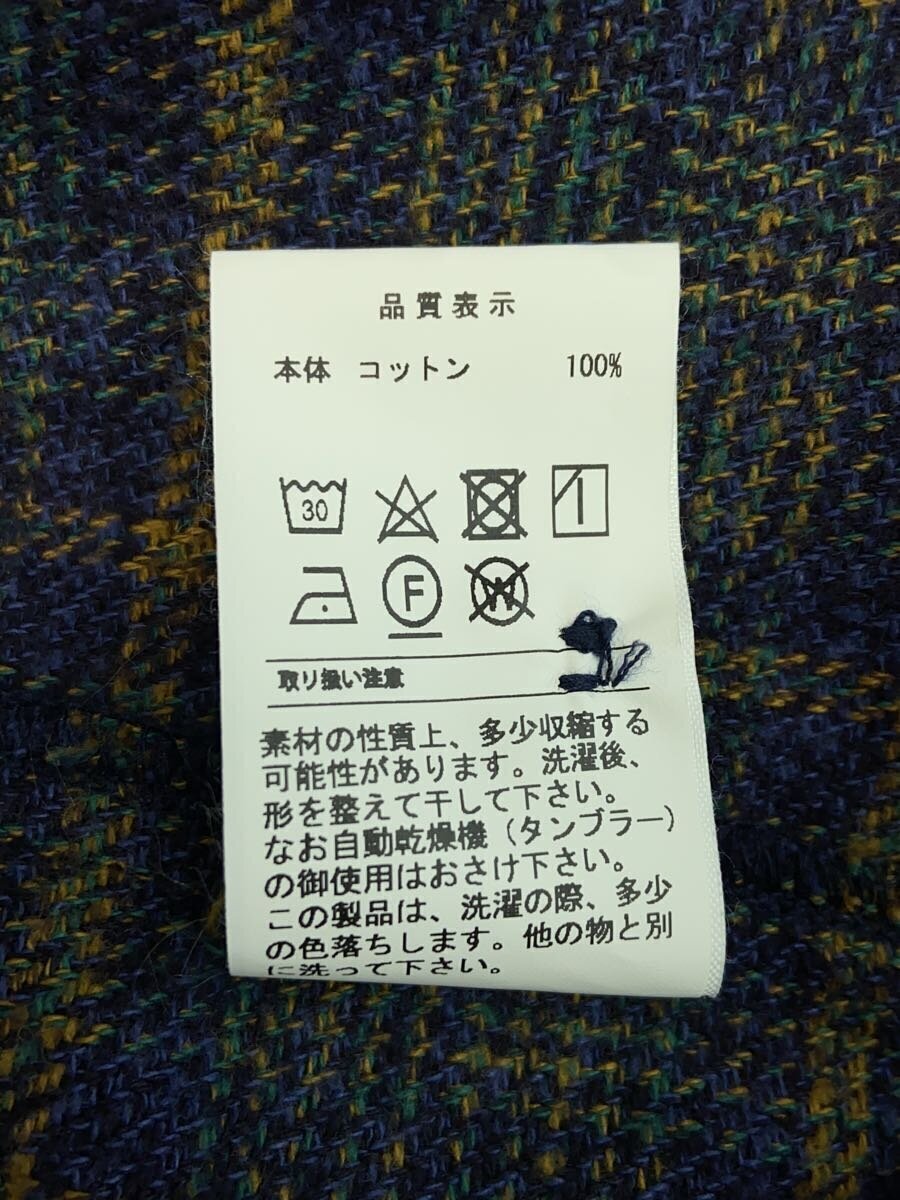 品質表示
本体 コットン 100%
30
F
W
取り扱い注意
素材の性質上、多少収縮する
可能性があります。洗濯後、
形を整えて干して下さい。
なお自動乾燥機（タンブラー）
の御使用はおさけ下さい。
この製品は、洗濯の際、多少
の色落ちします。他の物と別
に洗って下さい。